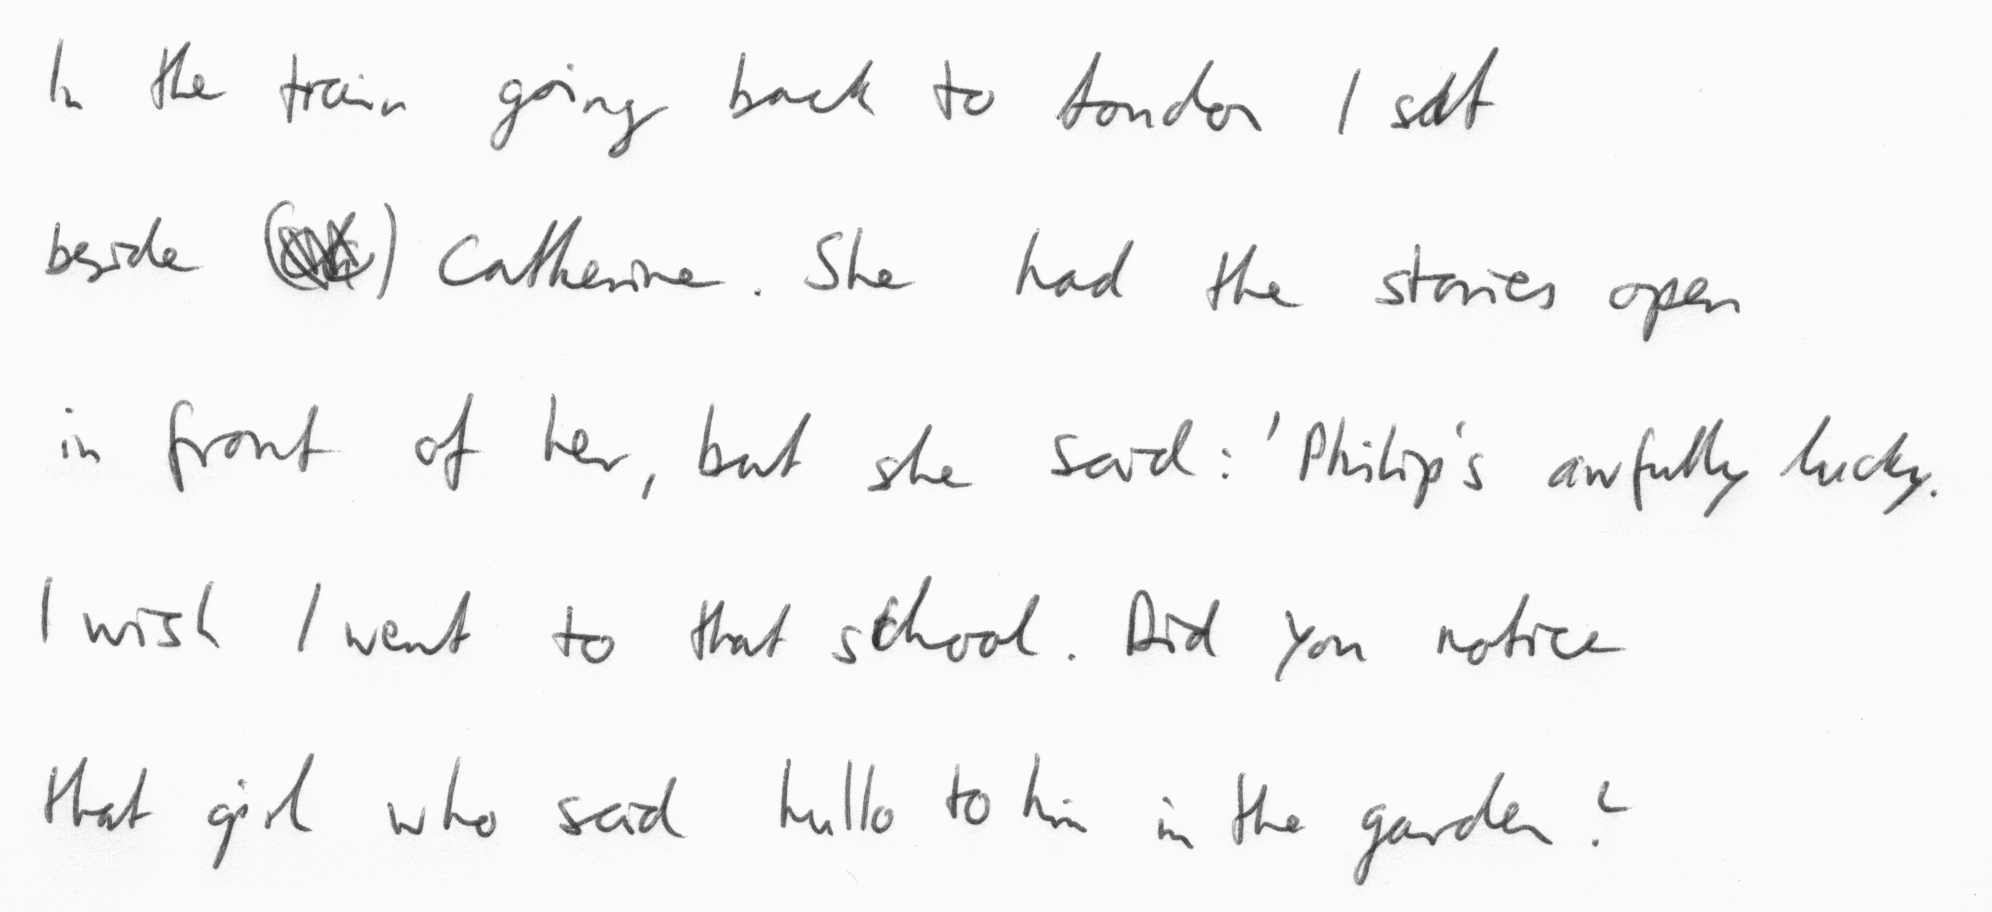 In the train going back to London I sat
beside Catherine. She had the stories open
in front of her, but she said: 'Philip's awfully lucky.
I wish I went to that school. Did you notice
that girl who said hullo to him in the garden?